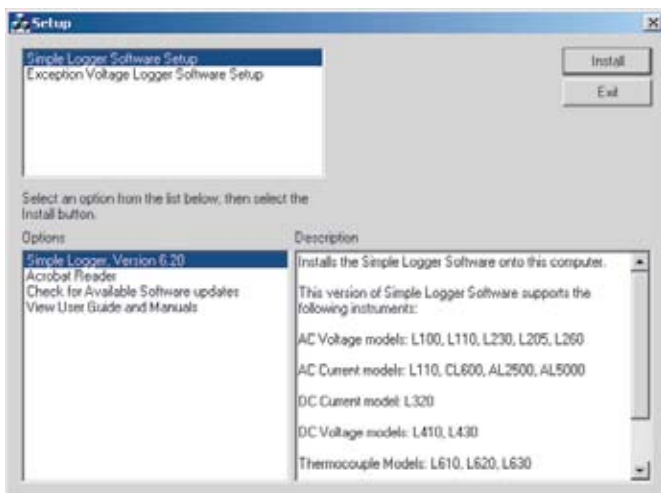 Setup
Simple Logger Software Setup
Exception Voltage Logger Software Setup
Install
Exit
Select an option from the list below, then select the
Install button.
Options
Simple Logger, Version 6.20
Acrobat Reader
Check for Available Software updates
View User Guide and Manuals
Description
Installs the Simple Logger Software onto this computer.
This version of Simple Logger Software supports the
following instruments:
AC Voltage models: L100, L110, L230, L205, L260
AC Current models: L110, CL600, AL2500, AL5000
DC Current model: L320
DC Voltage models: L410, L430
Thermocouple Models: L610, L620, L630